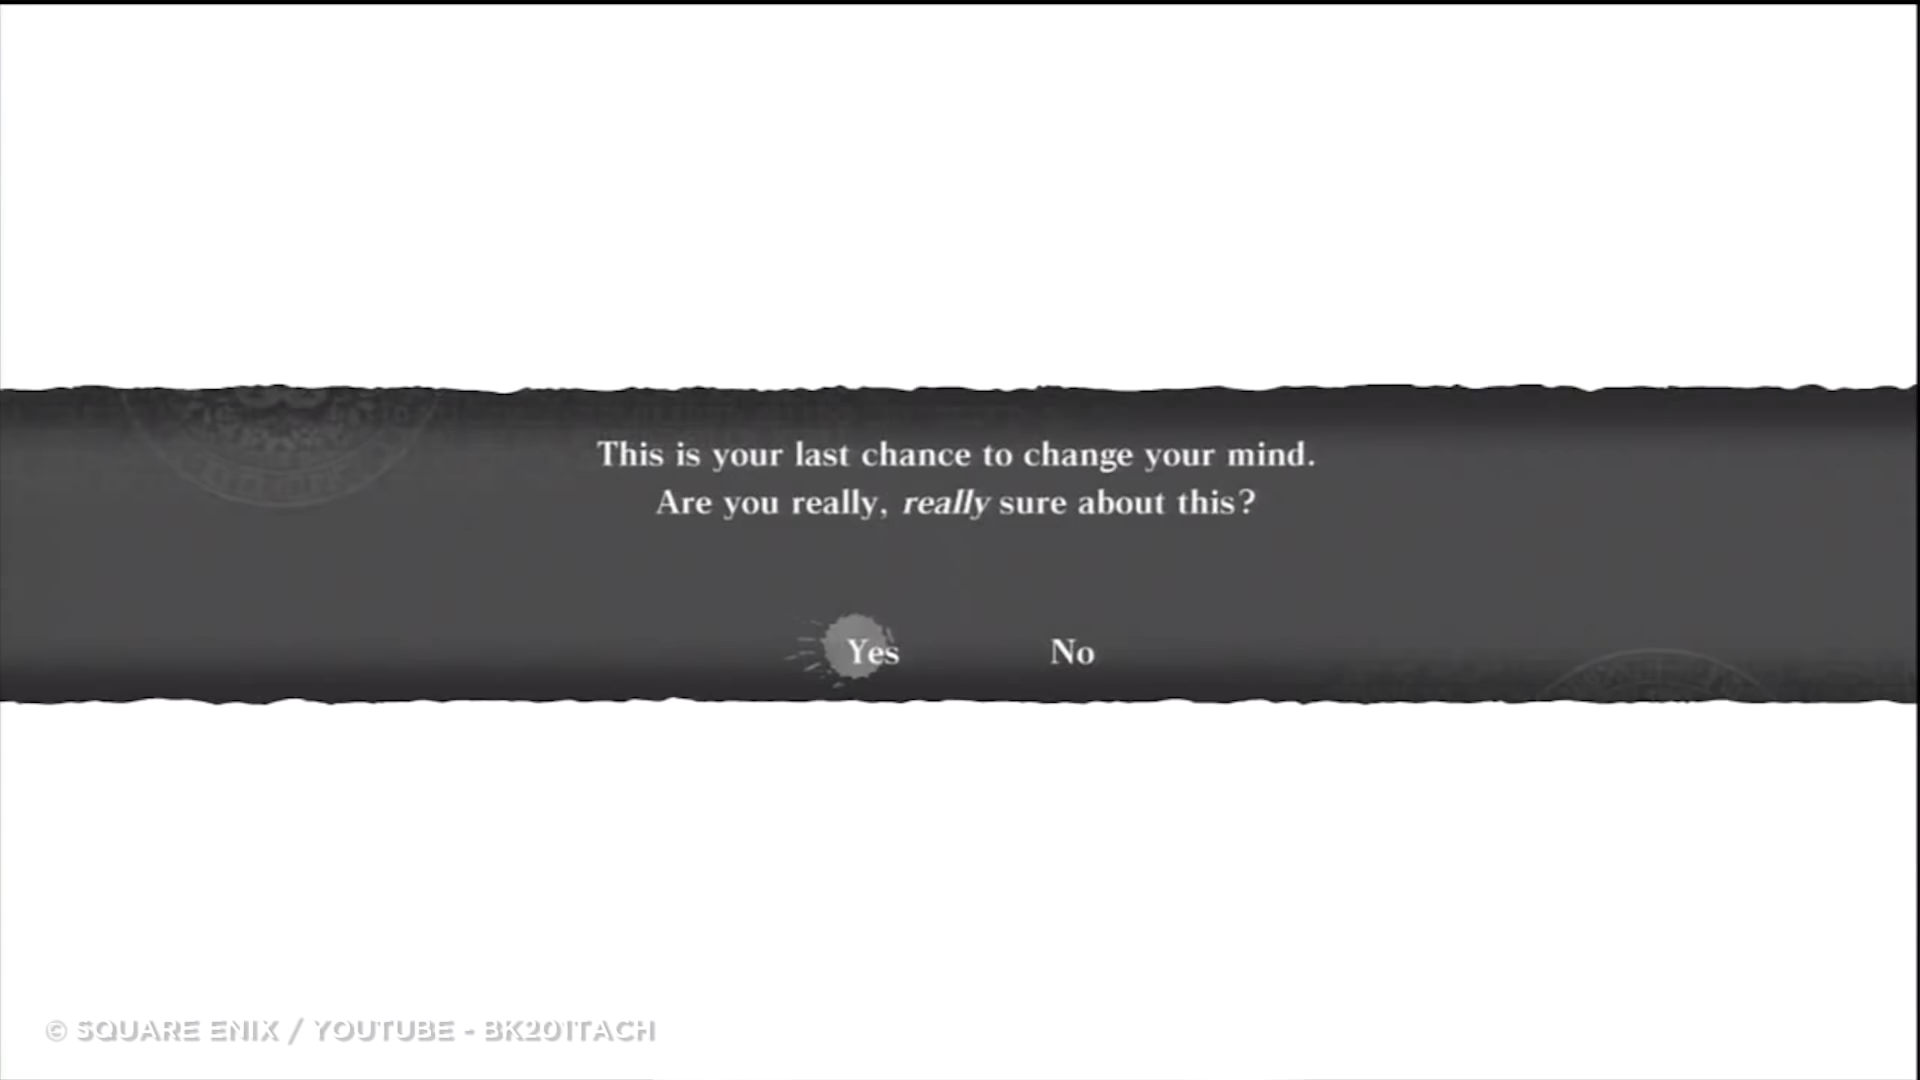 This is your last chance to change your mind.
Are you really, really sure about this?
Yes No
© SQUARE ENIX / YOUTUBE - BK201TACH